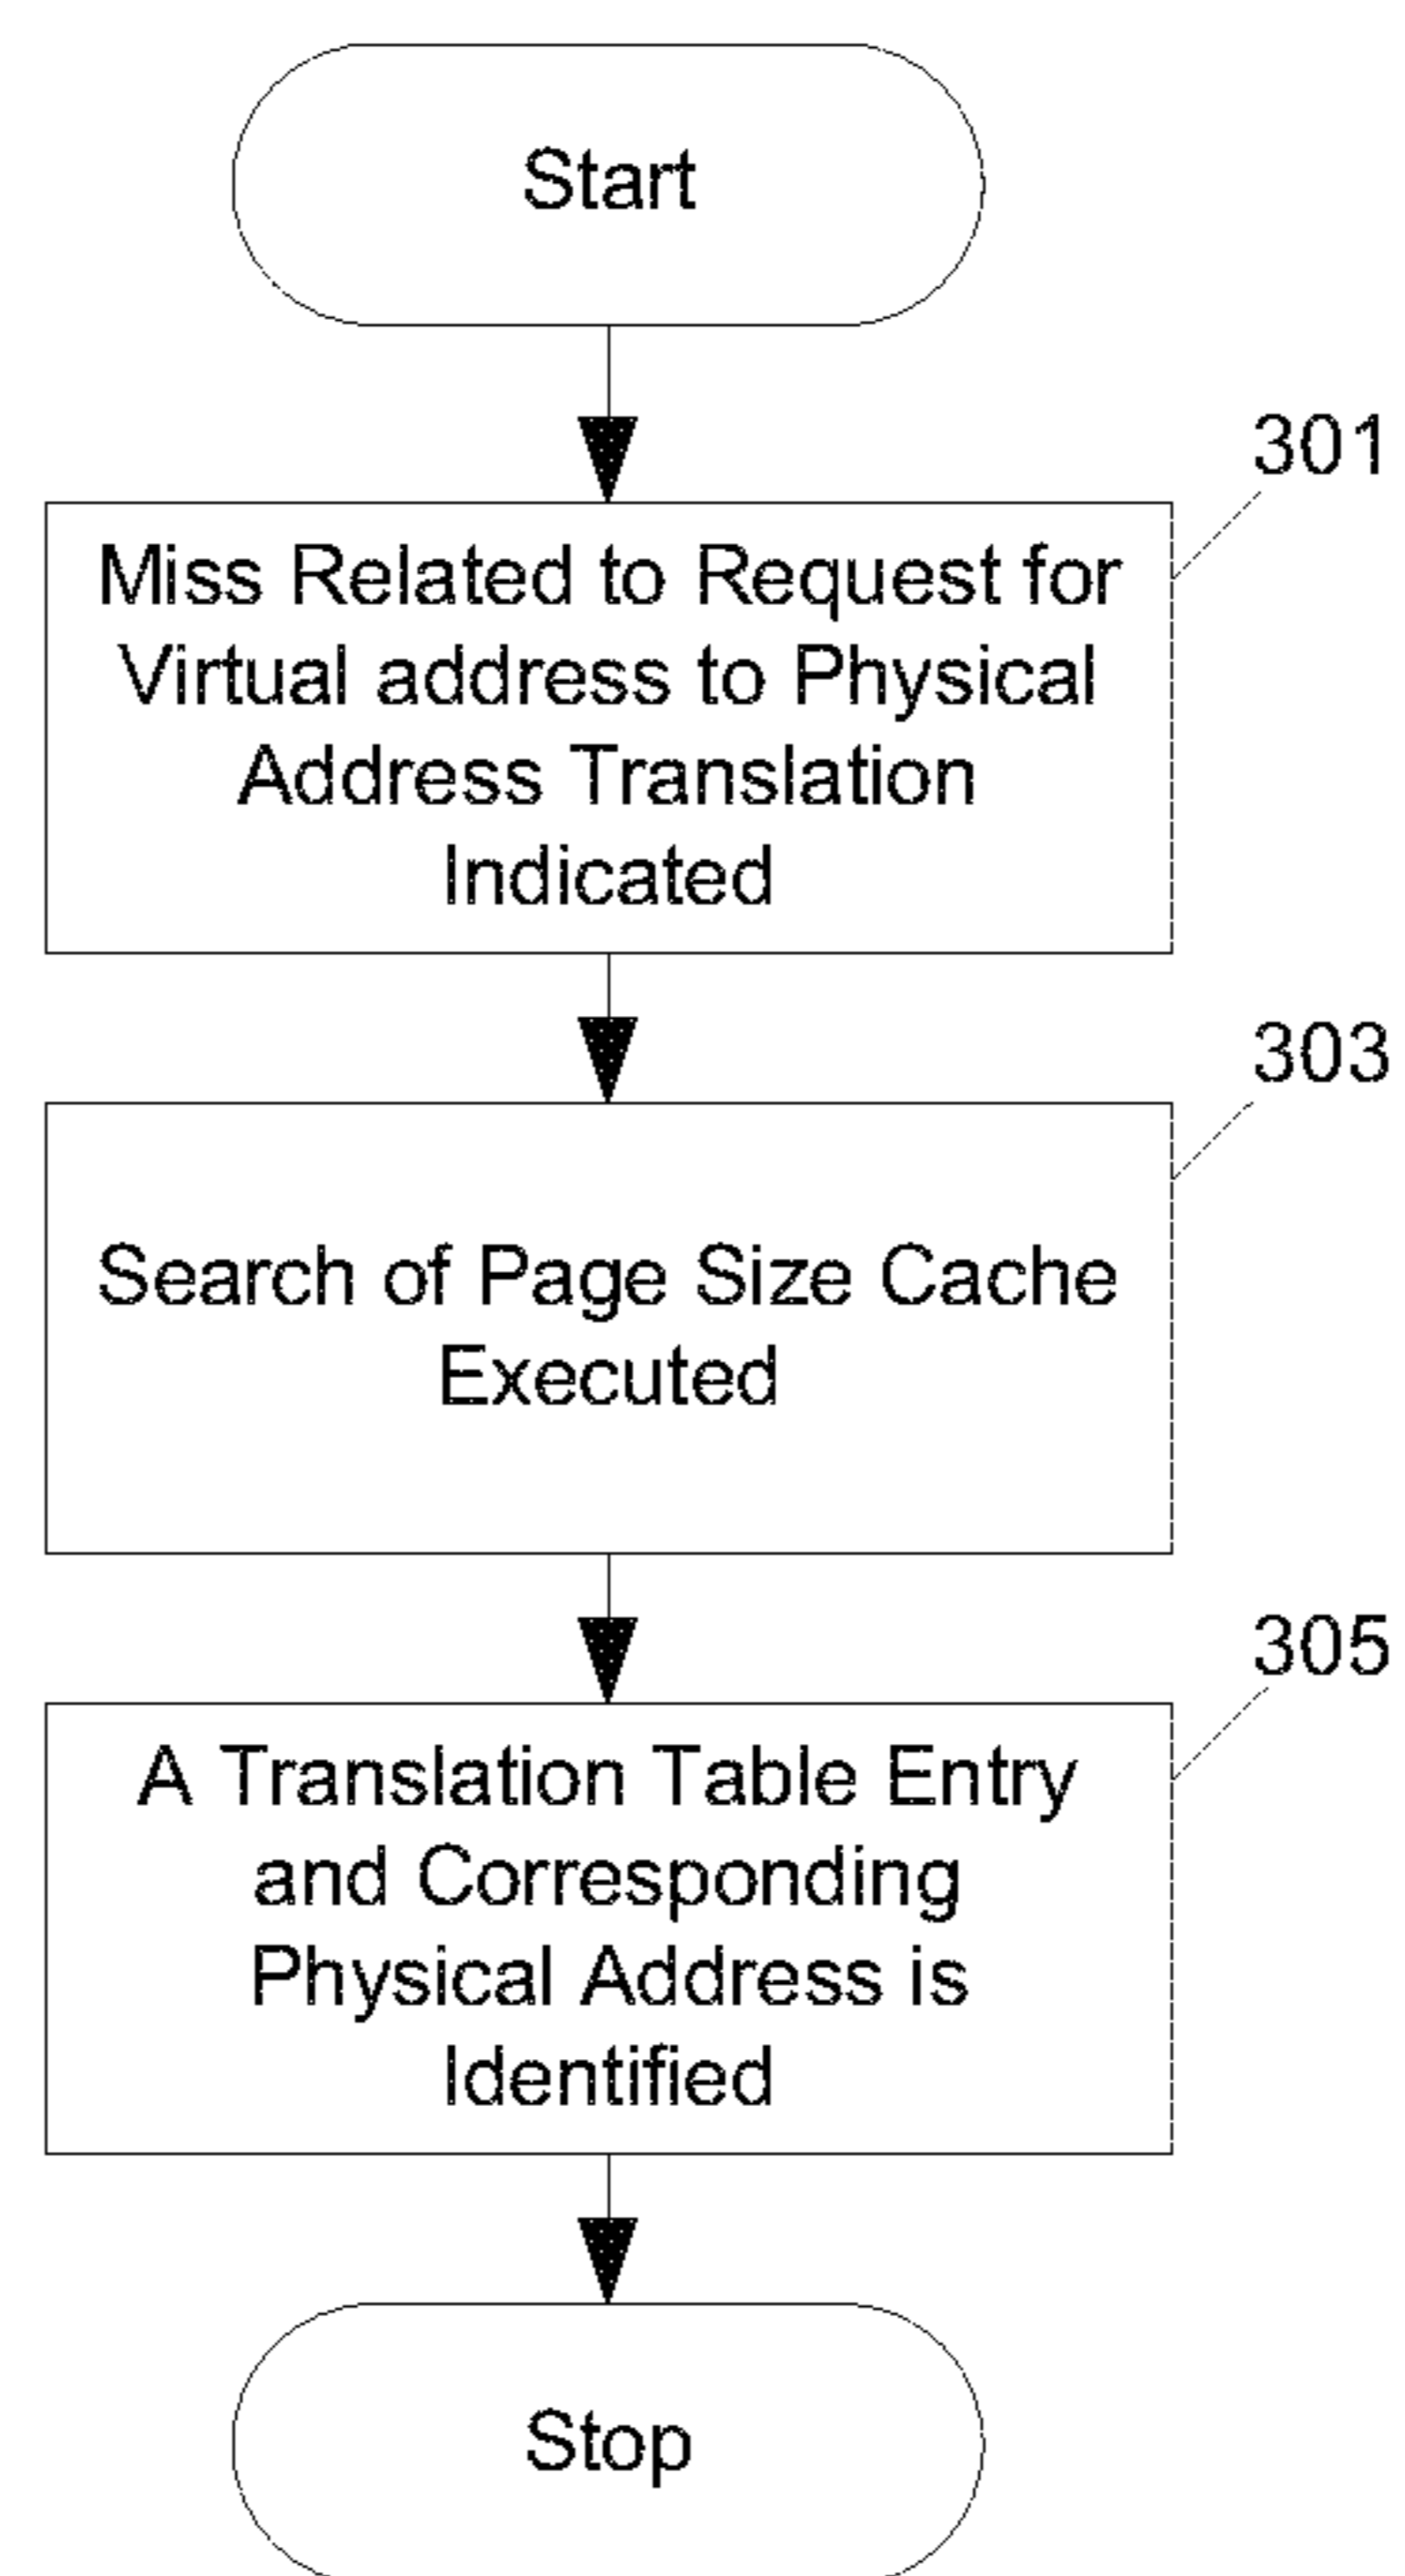 Start
301
Miss Related to Request for
Virtual address to Physical
Address Translation
Indicated
303
Search of Page Size Cache
Executed
305
A Translation Table Entry
and Corresponding
Physical Address is
Identified
Stop